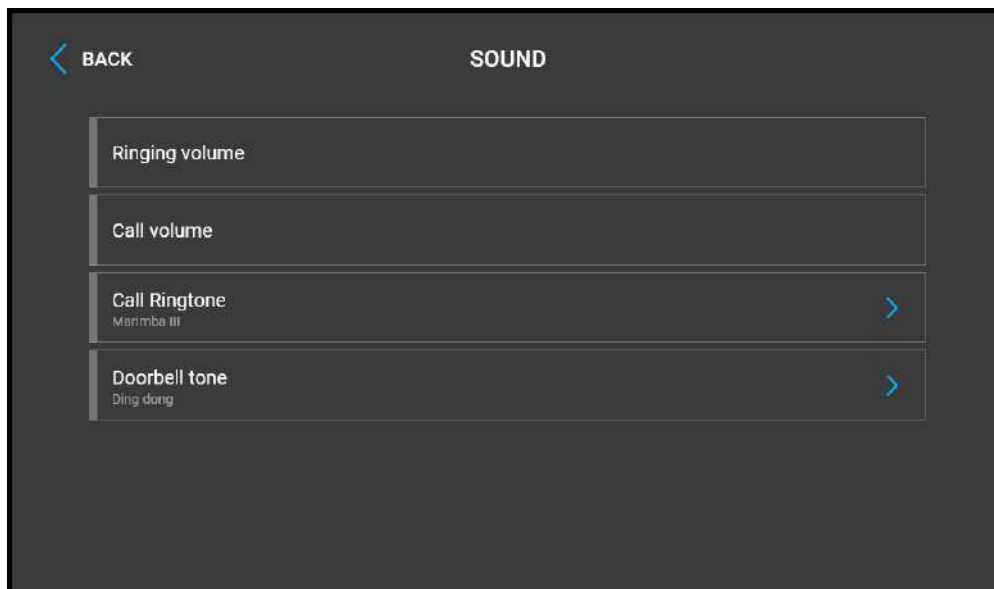 BACK
SOUND
Ringing volume
Call volume
Call Ringtone
Marimba III
Doorbell tone
Ding dong